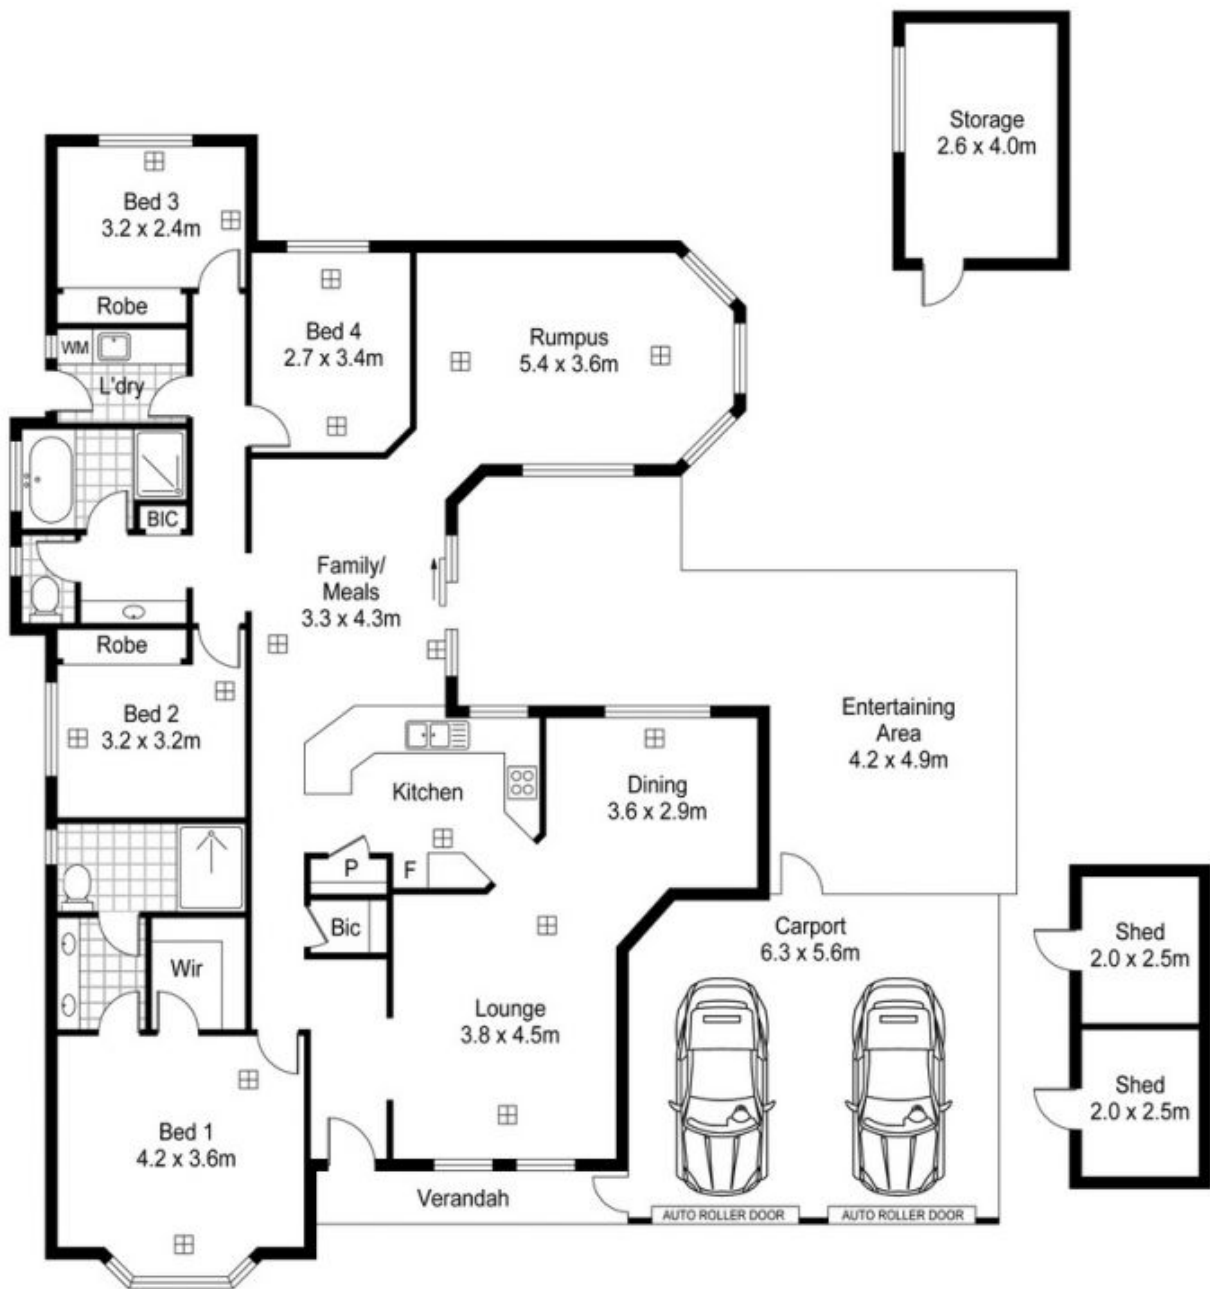 Storage
2.6 x 4.0m
Bed 3
3.2 x 2.4m
Robe
WM
L'dry
Bed 4
2.7 x 3.4m
Rumpus
5.4 x 3.6m
BIC
Family/
Meals
3.3 x 4.3m
Robe
Bed 2
3.2 x 3.2m
Kitchen
P
F
Bic
Dining
3.6 x 2.9m
Entertaining
Area
4.2 x 4.9m
Wir
Lounge
3.8 x 4.5m
Carport
6.3 x 5.6m
Shed
2.0 x 2.5m
Shed
2.0 x 2.5m
Bed 1
4.2 x 3.6m
Verandah
AUTO ROLLER DOOR
AUTO ROLLER DOOR